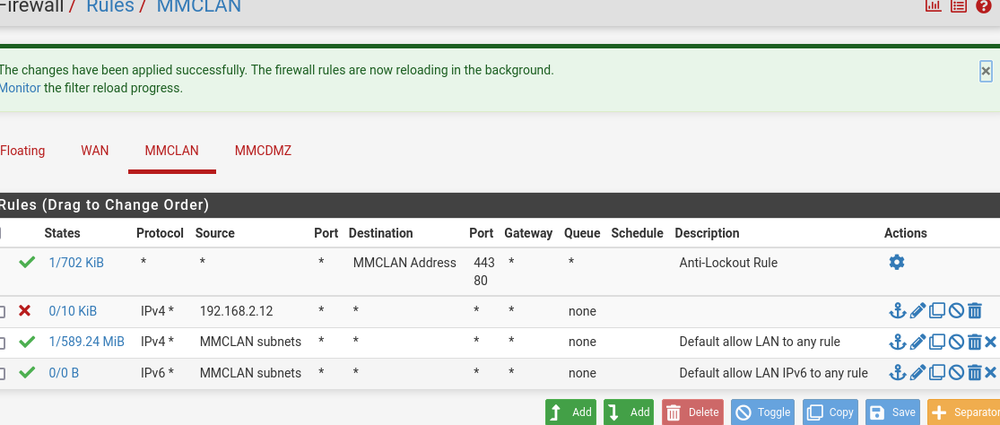 Firewall / Rules / MMCLAN
The changes have been applied successfully. The firewall rules are now reloading in the background.
Monitor the filter reload progress.
Floating WAN MMCLAN MMCDMZ
Rules (Drag to Change Order)
States Protocol Source Port Destination Port Gateway Queue Schedule Description Actions
1/702 KiB * * * MMCLAN Address 443 * * Anti-Lockout Rule
80
0/10 KiB IPv4 * 192.168.2.12 * * * * none
1/589.24 MiB IPv4 * MMCLAN subnets * * * * none Default allow LAN to any rule
0/0 B IPv6 * MMCLAN subnets * * * * none Default allow LAN IPv6 to any rule
Add Add Delete Toggle Copy Save Separator